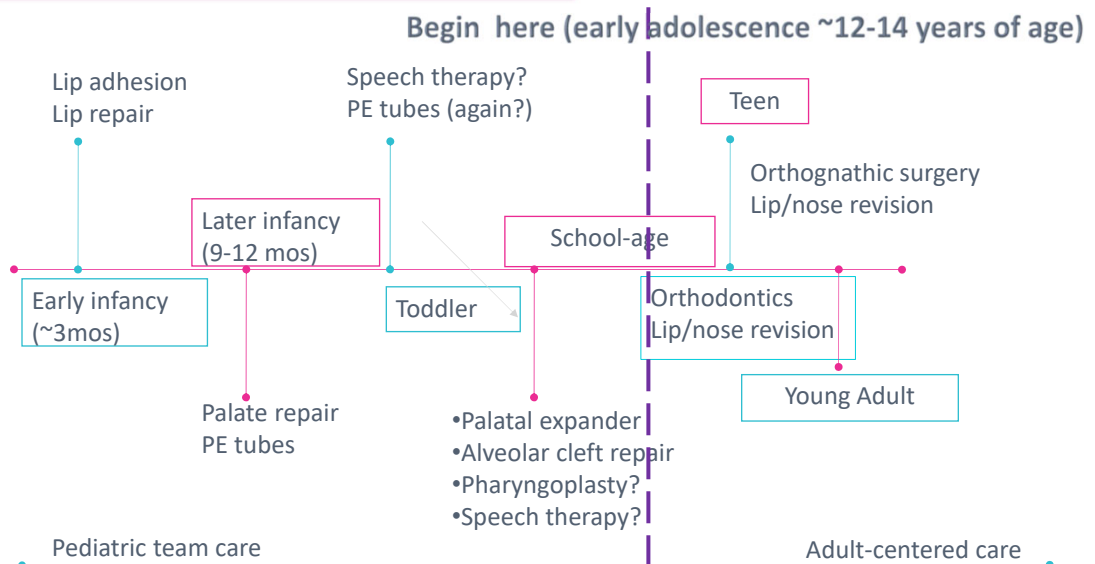 Begin here (early adolescence ~12-14 years of age)
Lip adhesion
Lip repair
Speech therapy?
PE tubes (again?)
Teen
Orthognathic surgery
Lip/nose revision
Later infancy
(9-12 mos)
School-age
Early infancy
(~3mos)
Toddler
Orthodontics
Lip/nose revision
Young Adult
Palate repair
PE tubes
•Palatal expander
•Alveolar cleft repair
•Pharyngoplasty?
•Speech therapy?
Pediatric team care
Adult-centered care